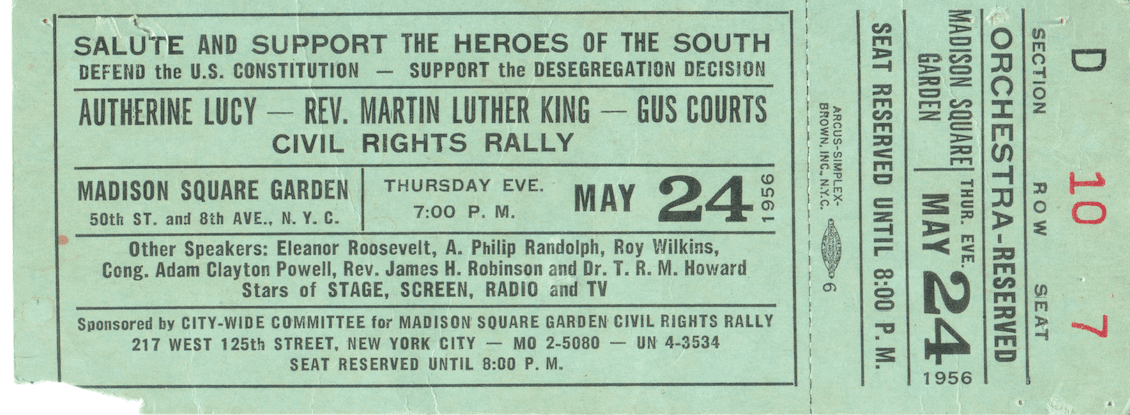 SALUTE AND SUPPORT THE HEROES OF THE SOUTH
DEFEND the U.S. CONSTITUTION — SUPPORT the DESEGREGATION DECISION
AUTHERINE LUCY — REV. MARTIN LUTHER KING — GUS COURTS
CIVIL RIGHTS RALLY
MADISON SQUARE GARDEN
50th ST. and 8th AVE., N. Y. C.
THURSDAY EVE.
7:00 P. M.
MAY 24
1956
Other Speakers: Eleanor Roosevelt, A. Philip Randolph, Roy Wilkins,
Cong. Adam Clayton Powell, Rev. James H. Robinson and Dr. T. R. M. Howard
Stars of STAGE, SCREEN, RADIO and TV
Sponsored by CITY-WIDE COMMITTEE for MADISON SQUARE GARDEN CIVIL RIGHTS RALLY
217 WEST 125th STREET, NEW YORK CITY — MO 2-5080 — UN 4-3534
SEAT RESERVED UNTIL 8:00 P. M.
ARGUS-SIMPLEX-
BROWN, INC., N.Y.C.
6
D 10 7
SECTION ROW SEAT
ORCHESTRA-RESERVED
MADISON SQUARE
GARDEN
THUR. EVE.
MAY 24
1956
SEAT RESERVED UNTIL 8:00 P. M.